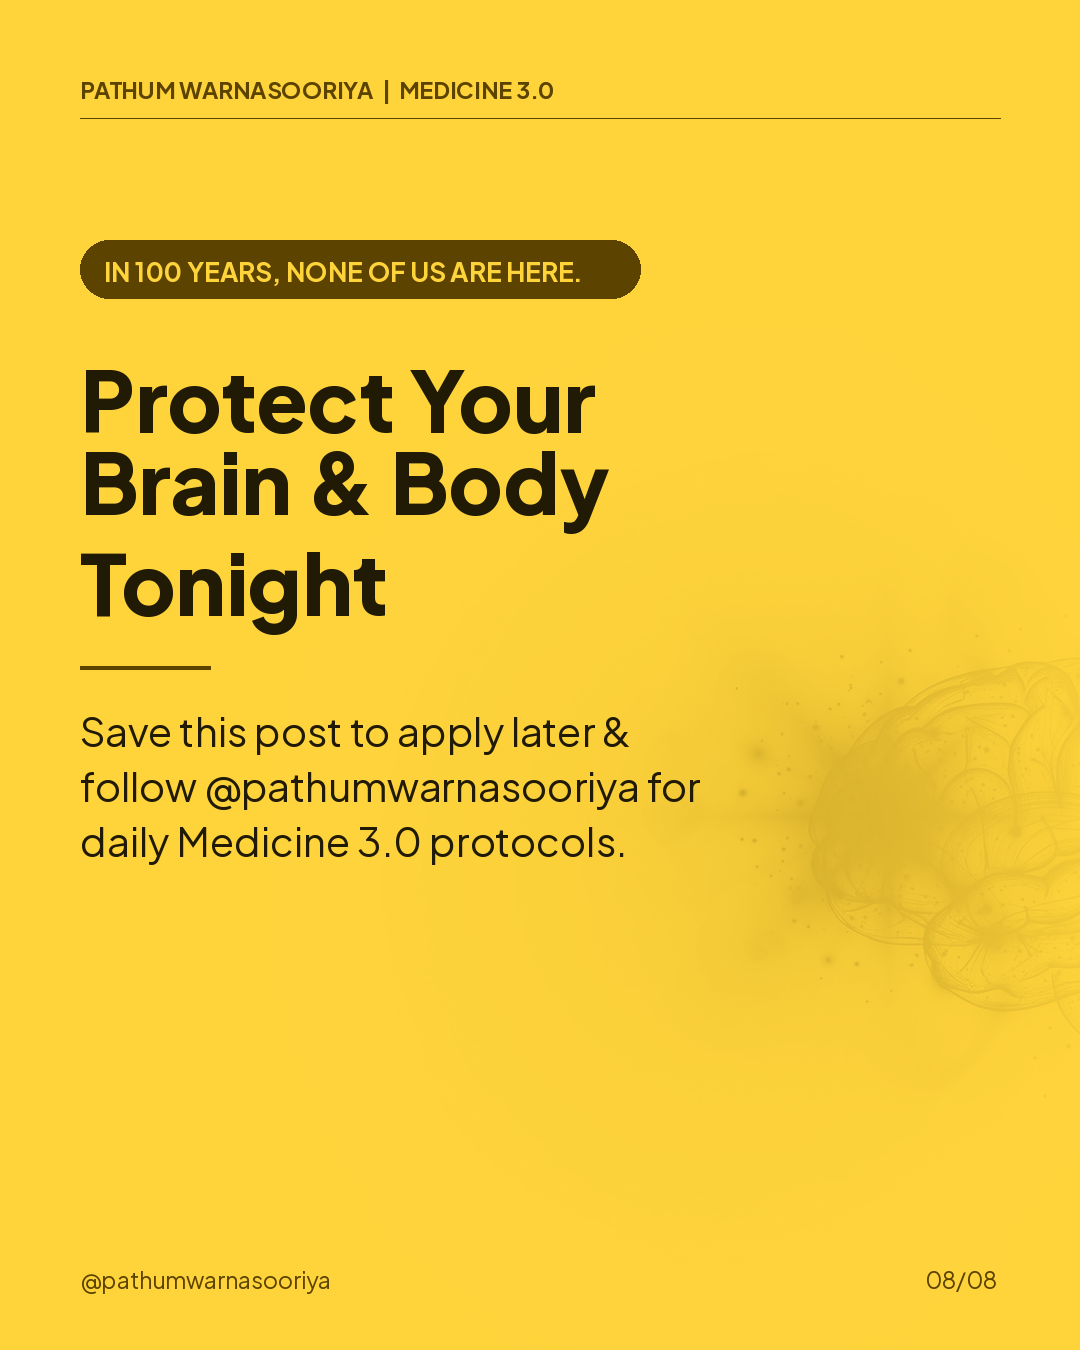 PATHUM WARNASOORIYA | MEDICINE 3.0
IN 100 YEARS, NONE OF US ARE HERE.
Protect Your
Brain & Body
Tonight
Save this post to apply later &
follow @pathumwarnasooriya for
daily Medicine 3.0 protocols.
@pathumwarnasooriya
08/08